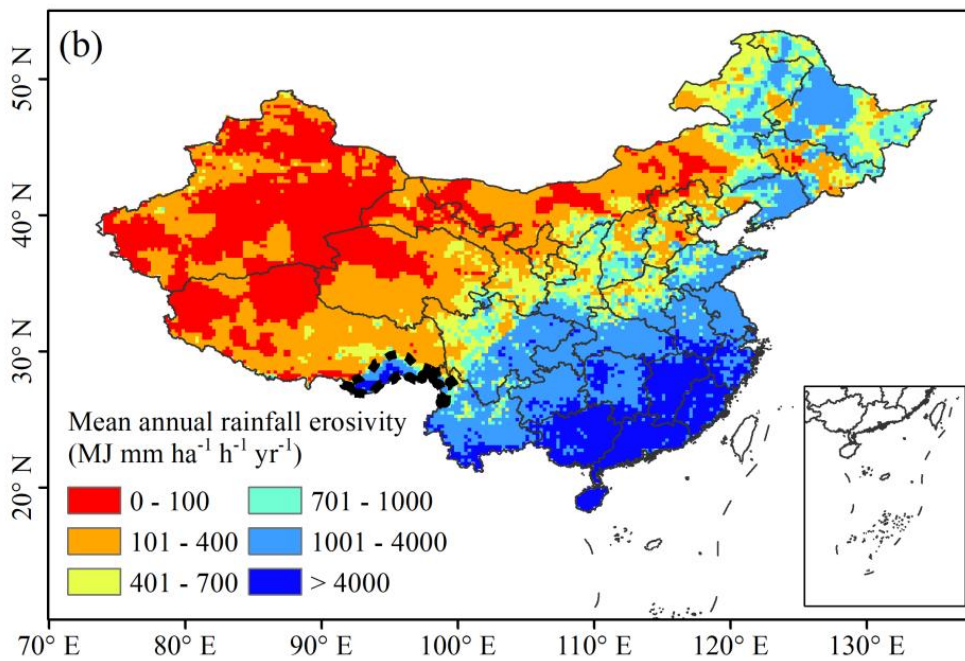 (b)
50° N
40° N
30° N
20° N
Mean annual rainfall erosivity
(MJ mm ha⁻¹ h⁻¹ yr⁻¹)
0 - 100
701 - 1000
101 - 400
1001 - 4000
401 - 700
> 4000
70° E
80° E
90° E
100° E
110° E
120° E
130° E